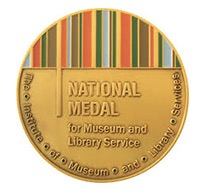 NATIONAL
MEDAL
for Museum and
Library Service
The • Institute • of • Museum • and • Library • Services